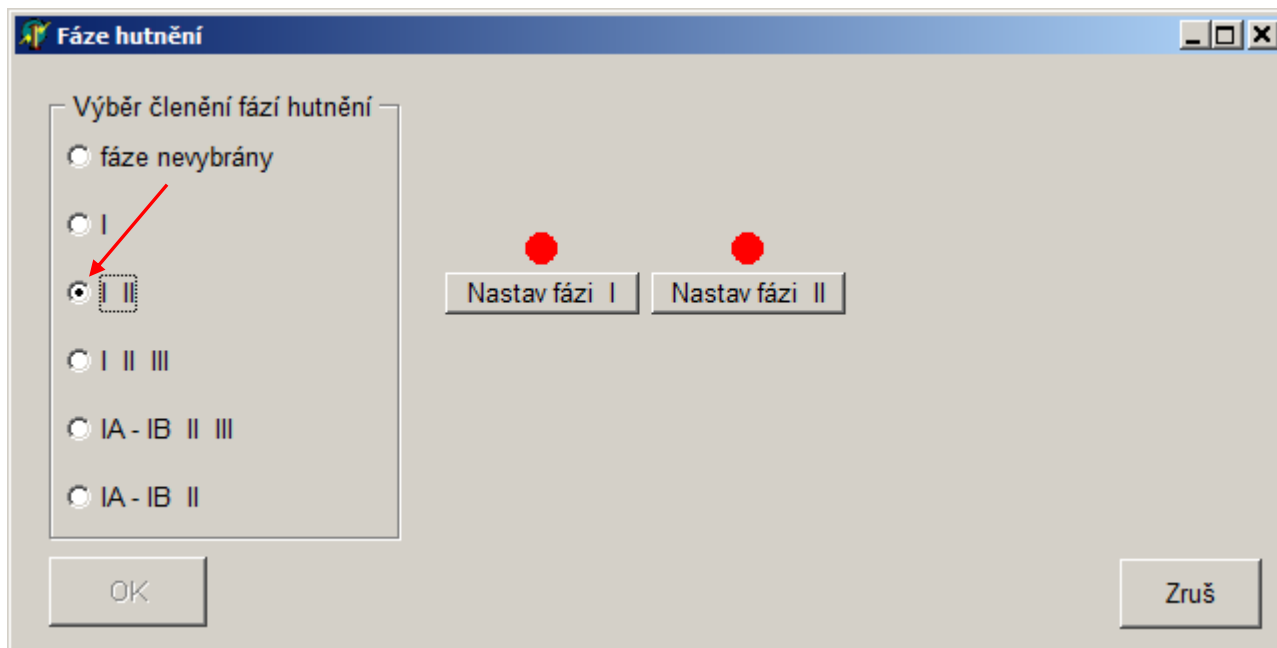 Fáze hutnění
Výběr členění fází hutnění
fáze nevybrány
I
I II
Nastav fázi I
Nastav fázi II
I II III
IA - IB II III
IA - IB II
OK
Zruš